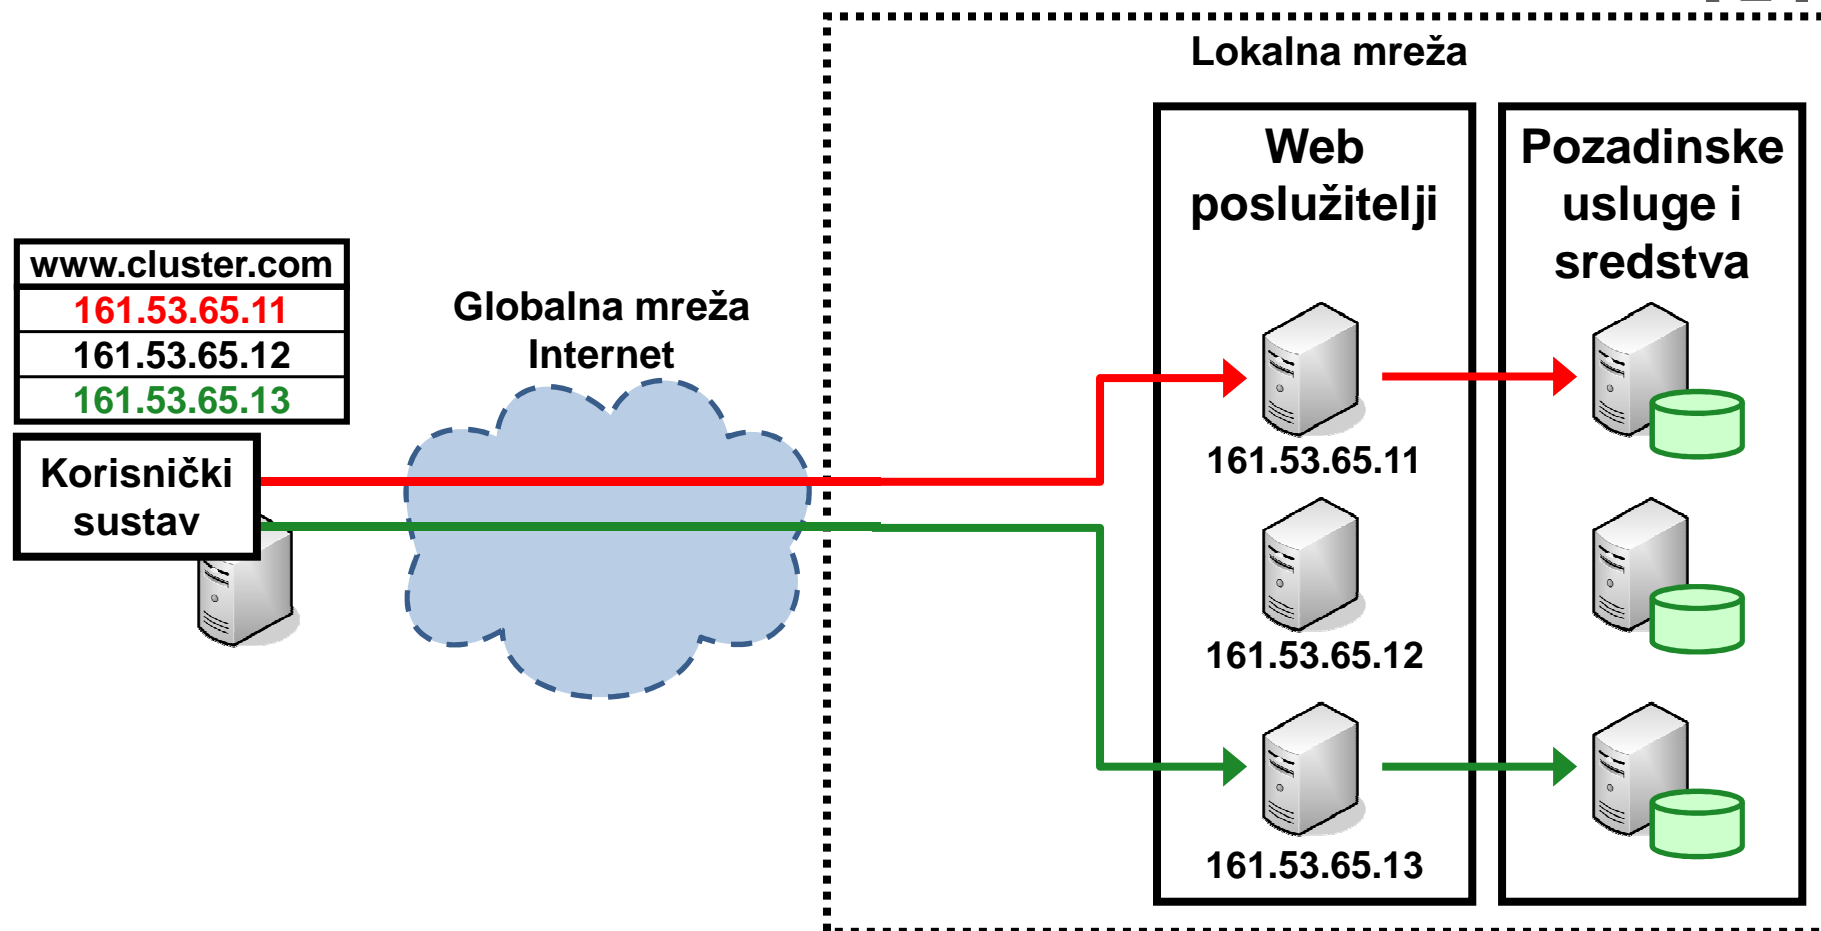 Lokalna mreža
Web
poslužitelji
Pozadinske
usluge i
sredstva
www.cluster.com
161.53.65.11
161.53.65.12
161.53.65.13
Globalna mreža
Internet
Korisnički
sustav
161.53.65.11
161.53.65.12
161.53.65.13